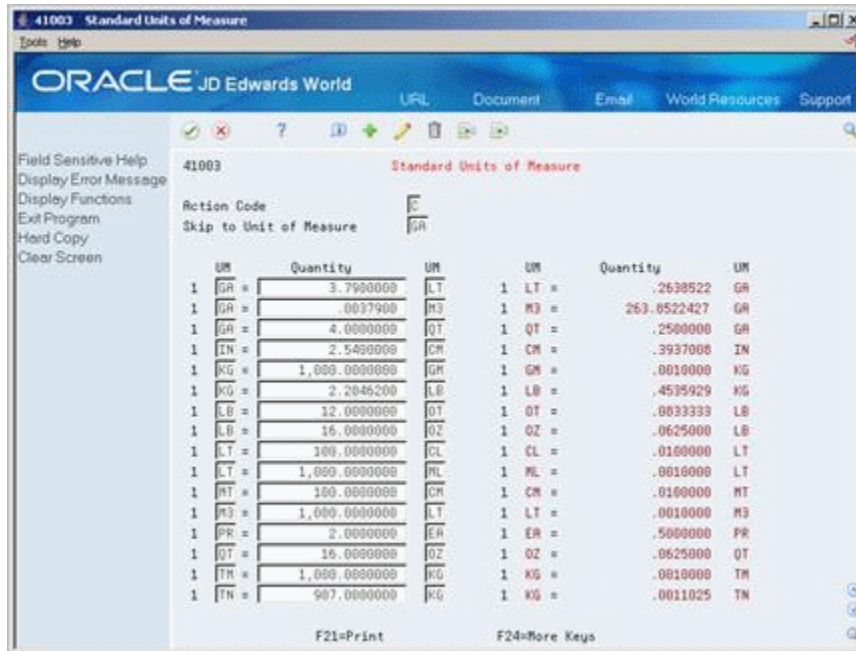 41003 Standard Units of Measure
Tools Help
ORACLE JD Edwards World
URL Document Email World Resources Support
Field Sensitive Help
Display Error Message
Display Functions
Exit Program
Hard Copy
Clear Screen
41003 Standard Units of Measure
Action Code C
Skip to Unit of Measure GA
UM Quantity UM UM Quantity UM
1 GA = 3.7900000 LT 1 LT = .2638522 GA
1 GA = .0037900 M3 1 M3 = 263.8522427 GA
1 GA = 4.0000000 QT 1 QT = .2500000 GA
1 IN = 2.5400000 CM 1 CM = .3937008 IN
1 KG = 1,000.0000000 GM 1 GM = .0010000 KG
1 KG = 2.2046200 LB 1 LB = .4535929 KG
1 LB = 12.0000000 OT 1 OT = .0833333 LB
1 LB = 16.0000000 OZ 1 OZ = .0625000 LB
1 LT = 100.0000000 CL 1 CL = .0100000 LT
1 LT = 1,000.0000000 ML 1 ML = .0010000 LT
1 MT = 100.0000000 CM 1 CM = .0100000 MT
1 M3 = 1,000.0000000 LT 1 LT = .0010000 M3
1 PR = 2.0000000 EA 1 EA = .5000000 PR
1 QT = 16.0000000 OZ 1 OZ = .0625000 QT
1 TM = 1,000.0000000 KG 1 KG = .0010000 TM
1 TN = 907.0000000 KG 1 KG = .0011025 TN
F21=Print F24=More Keys